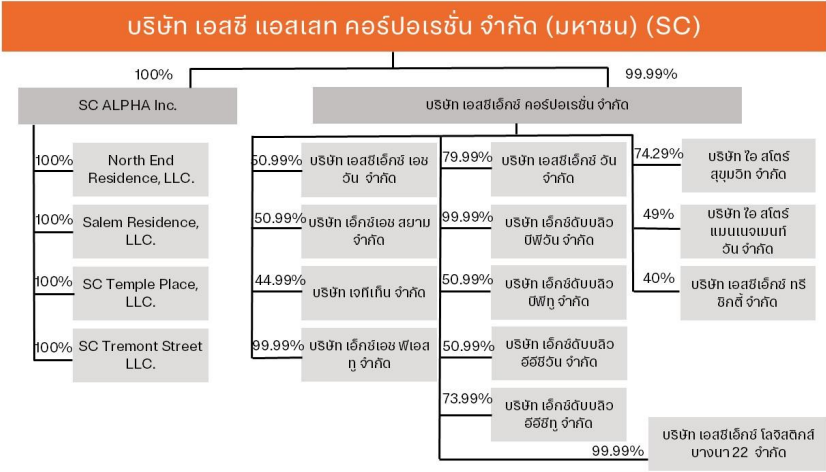 บริษัท เอสซี แอสเสท คอร์ปอเรชั่น จำกัด (มหาชน) (SC)
100%
99.99%
SC ALPHA Inc.
บริษัท เอสซีเอ็กซ์ คอร์ปอเรชั่น จำกัด
100%
North End
Residence, LLC.
100%
Salem Residence,
LLC.
100%
SC Temple Place,
LLC.
100%
SC Tremont Street
LLC.
50.99%
บริษัท เอสซีเอ็กซ์ เอช
วัน จำกัด
50.99%
บริษัท เอ็กซ์เอช สยาม
จำกัด
44.99%
บริษัท เจทีเท็น จำกัด
99.99%
บริษัท เอ็กซ์เอช พีเอส
ทู จำกัด
79.99%
บริษัท เอสซีเอ็กซ์ วัน
จำกัด
99.99%
บริษัท เอ็กซ์ดับบลิว
บีพีวัน จำกัด
50.99%
บริษัท เอ็กซ์ดับบลิว
บีพีทู จำกัด
50.99%
บริษัท เอ็กซ์ดับบลิว
อีอีซีวัน จำกัด
73.99%
บริษัท เอ็กซ์ดับบลิว
อีอีซีทู จำกัด
99.99%
บริษัท เอสซีเอ็กซ์ โลจิสติกส์
บางนา 22 จำกัด
74.29%
บริษัท ไอ สโตร์
สุขุมวิท จำกัด
49%
บริษัท ไอ สโตร์
แมนเนจเมนท์
วัน จำกัด
40%
บริษัท เอสซีเอ็กซ์ ทรี
ซิกตี้ จำกัด